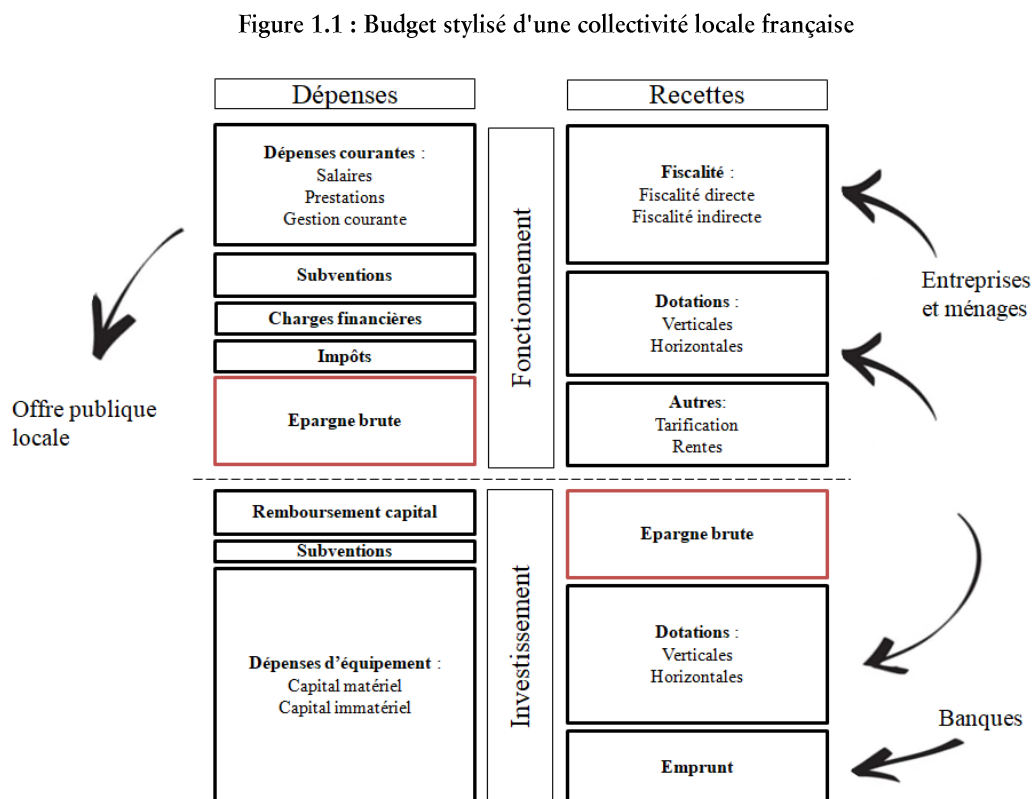 Figure 1.1 : Budget stylisé d'une collectivité locale française
Dépenses
Recettes
Fonctionnement
Dépenses courantes :
Salaires
Prestations
Gestion courante
Subventions
Charges financières
Impôts
Epargne brute
Fiscalité :
Fiscalité directe
Fiscalité indirecte
Dotations :
Verticales
Horizontales
Autres:
Tarification
Rentes
Offre publique
locale
Entreprises
et ménages
Investissement
Remboursement capital
Subventions
Dépenses d’équipement :
Capital matériel
Capital immatériel
Epargne brute
Dotations :
Verticales
Horizontales
Emprunt
Banques